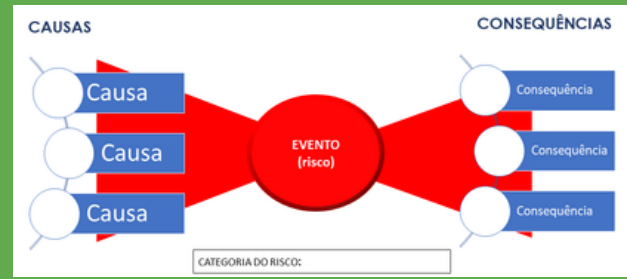 CAUSAS
CONSEQUÊNCIAS
Causa
Causa
Causa
EVENTO
(risco)
Consequência
Consequência
Consequência
CATEGORIA DO RISCO: